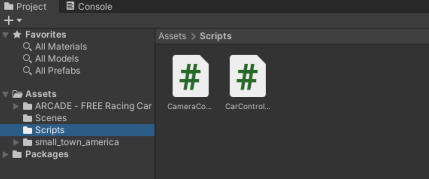 Project
Console
Favorites
All Materials
All Models
All Prefabs
Assets
ARCADE - FREE Racing Car
Scenes
Scripts
small_town_america
Packages
Assets > Scripts
CameraCo...
CarControl...